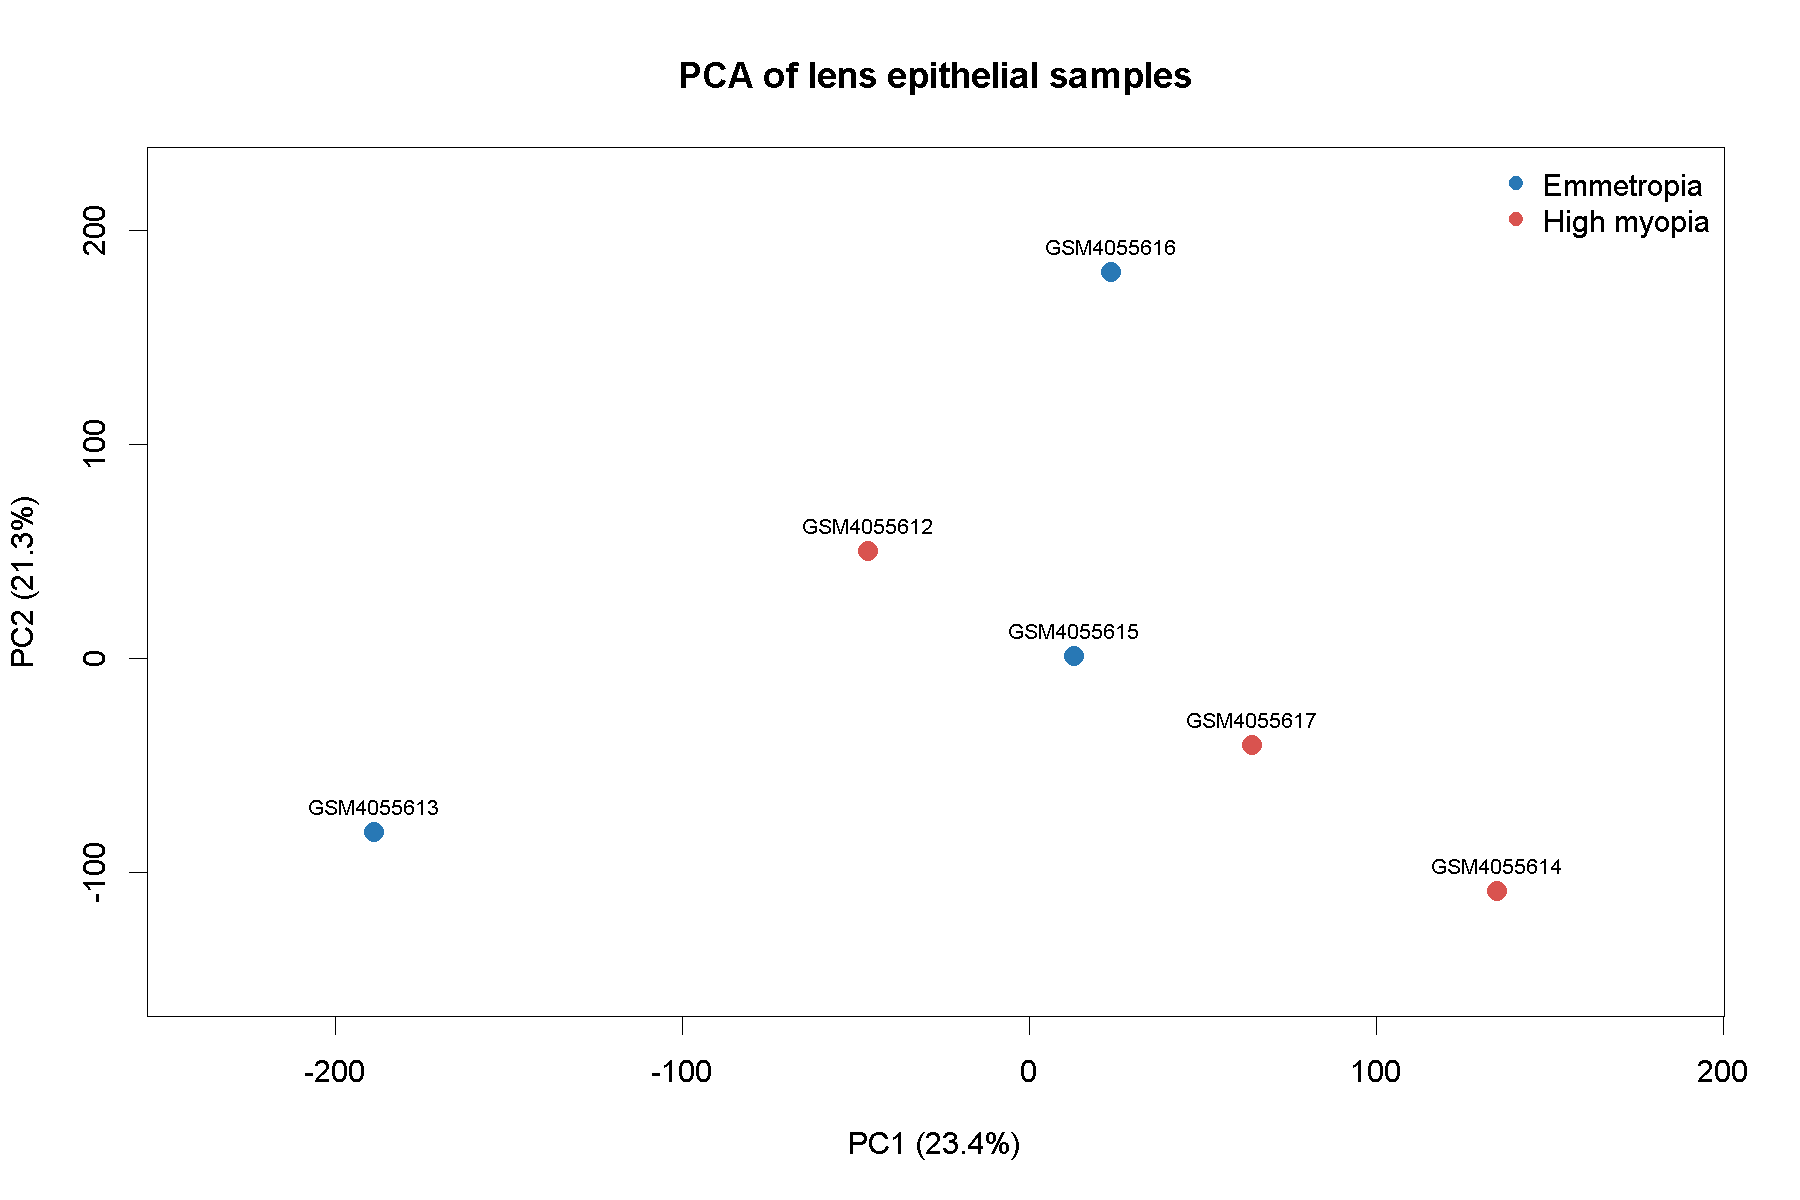 PCA of lens epithelial samples
Emmetropia
High myopia
GSM4055616
GSM4055612
GSM4055615
GSM4055617
GSM4055613
GSM4055614
200
100
0
-100
PC2 (21.3%)
-200
-100
0
100
200
PC1 (23.4%)